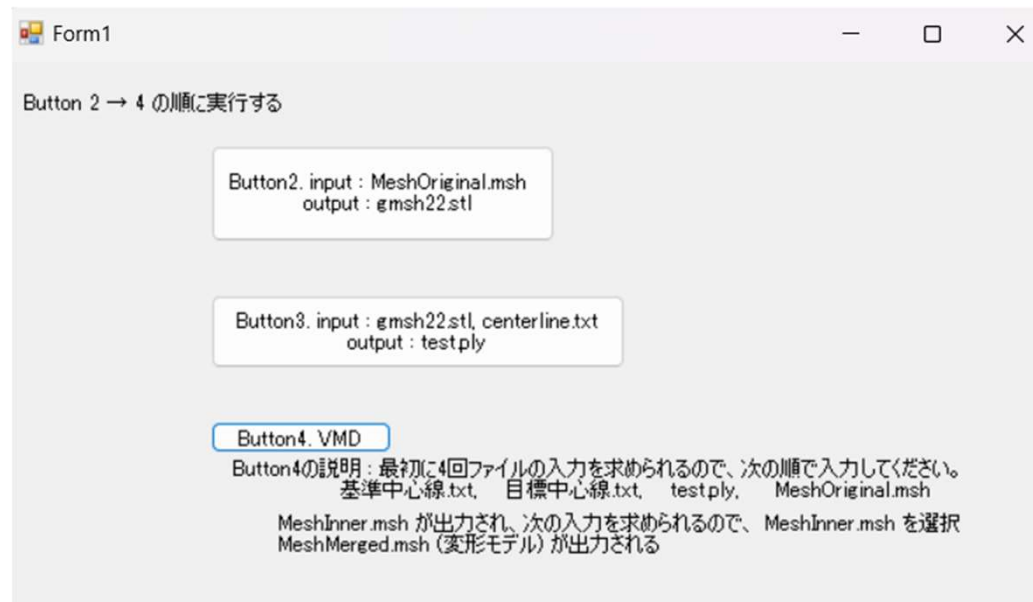 Form1
Button 2 → 4 の順に実行する
Button2. input : MeshOriginal.msh
output : gmsh22.stl
Button3. input : gmsh22.stl, centerline.txt
output : test.ply
Button4. VMD
Button4の説明 : 最初に4回ファイルの入力を求められるので、次の順で入力してください。
基準中心線.txt, 目標中心線.txt, test.ply, MeshOriginal.msh
MeshInner.msh が出力され、次の入力を求められるので、 MeshInner.msh を選択
MeshMerged.msh (変形モデル) が出力される